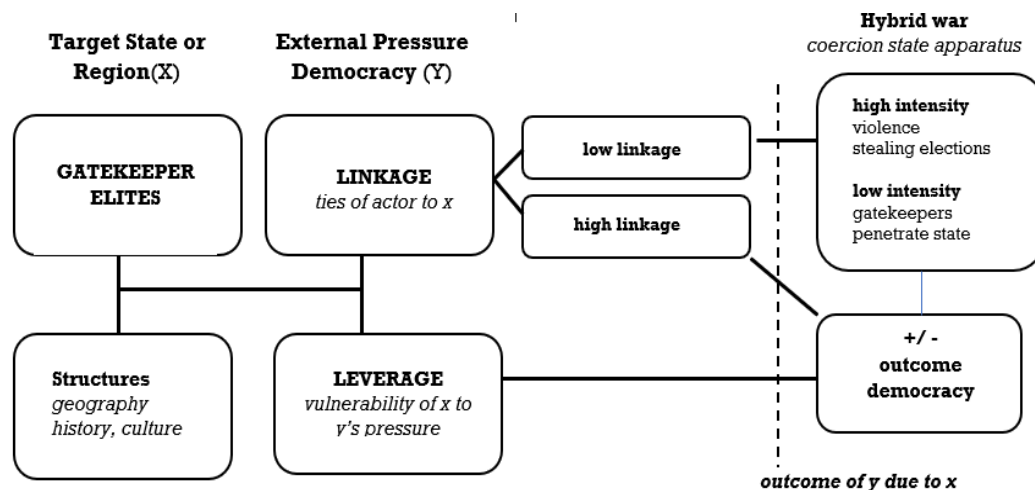 Target State or
Region(X)
External Pressure
Democracy (Y)
Hybrid war
coercion state apparatus
GATEKEEPER
ELITES
LINKAGE
ties of actor to x
low linkage
high linkage
high intensity
violence
stealing elections
low intensity
gatekeepers
penetrate state
Structures
geography
history, culture
LEVERAGE
vulnerability of x to
y's pressure
+/ -
outcome
democracy
outcome of y due to x